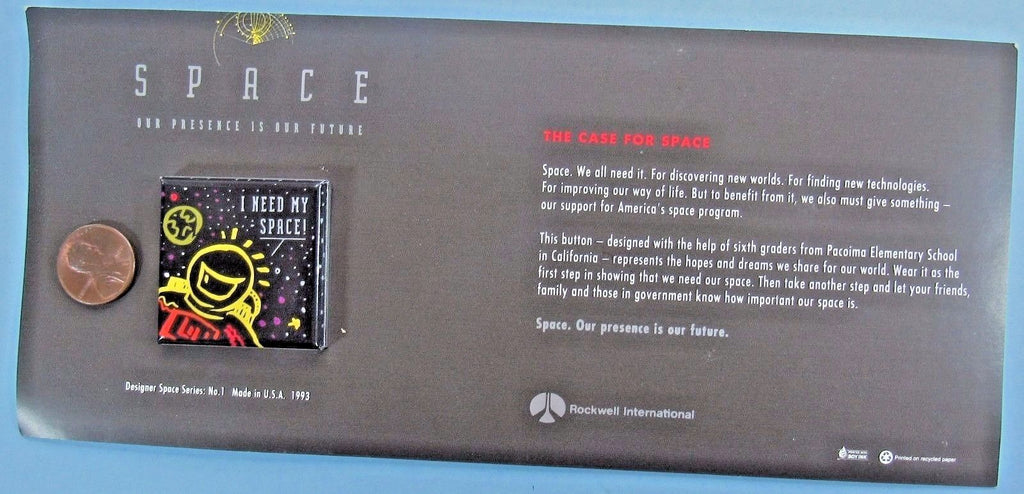 SPACE
OUR PRESENCE IS OUR FUTURE
I NEED MY
SPACE!
Designer Space Series: No.1 Made in U.S.A. 1993
THE CASE FOR SPACE
Space. We all need it. For discovering new worlds. For finding new technologies.
For improving our way of life. But to benefit from it, we also must give something –
our support for America's space program.
This button – designed with the help of sixth graders from Pacoima Elementary School
in California – represents the hopes and dreams we share for our world. Wear it as the
first step in showing that we need our space. Then take another step and let your friends,
family and those in government know how important our space is.
Space. Our presence is our future.
Rockwell International
PRINTED WITH
SOY INK
Printed on recycled paper